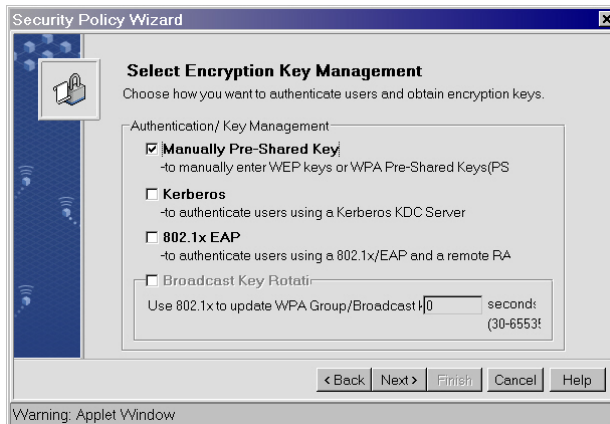 Security Policy Wizard
Select Encryption Key Management
Choose how you want to authenticate users and obtain encryption keys.
Authentication/ Key Management
Manually Pre-Shared Key
-to manually enter WEP keys or WPA Pre-Shared Keys(PS
Kerberos
-to authenticate users using a Kerberos KDC Server
802.1x EAP
-to authenticate users using a 802.1x/EAP and a remote RA
Broadcast Key Rotati
Use 802.1x to update WPA Group/Broadcast 0 seconds
(30-6553
< Back Next > Finish Cancel Help
Warning: Applet Window